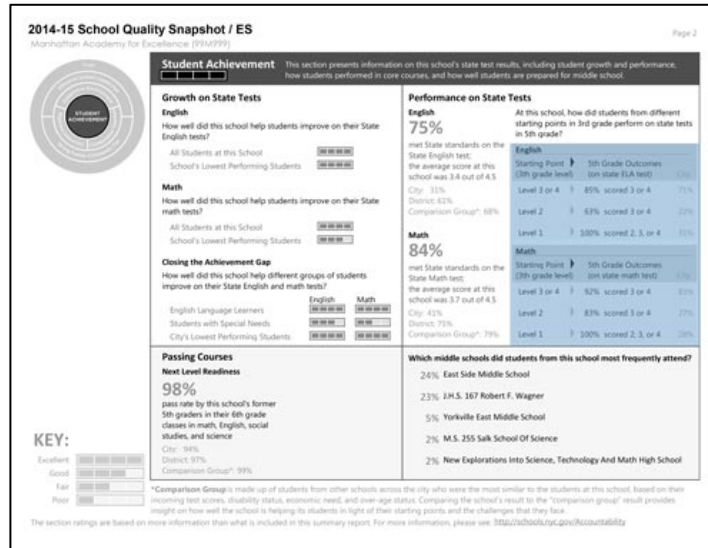 2014-15 School Quality Snapshot / ES
Page 2
Manhattan Academy for Excellence (99M999)
STUDENT
ACHIEVEMENT
Student Achievement
This section presents information on this school's state test results, including student growth and performance,
how students performed in core courses, and how well students are prepared for middle school.
Growth on State Tests
English
How well did this school help students improve on their State
English tests?
All Students at this School
School's Lowest Performing Students
Math
How well did this school help students improve on their State
math tests?
All Students at this School
School's Lowest Performing Students
Closing the Achievement Gap
How well did this school help different groups of students
improve on their State English and math tests?
English Math
English Language Learners
Students with Special Needs
City's Lowest Performing Students
Performance on State Tests
English
75%
met State standards on the
State English test;
the average score at this
school was 3.4 out of 4.5
City: 31%
District: 61%
Comparison Group*: 68%
Math
84%
met State standards on the
State Math test;
the average score at this
school was 3.7 out of 4.5
City: 41%
District: 75%
Comparison Group*: 79%
At this school, how did students from different
starting points in 3rd grade perform on state tests
in 5th grade?
English
Starting Point 5th Grade Outcomes
(3th grade level) (on state ELA test) City
Level 3 or 4 85% scored 3 or 4 71%
Level 2 63% scored 3 or 4 22%
Level 1 100% scored 2, 3, or 4
Math
Starting Point 5th Grade Outcomes
(3th grade level) (on state math test) City
Level 3 or 4 92% scored 3 or 4
Level 2 83% scored 3 or 4 27%
Level 1 100% scored 2, 3, or 4
Passing Courses
Next Level Readiness
98%
pass rate by this school's former
5th graders in their 6th grade
classes in math, English, social
studies, and science
City: 94%
District: 97%
Comparison Group*: 99%
Which middle schools did students from this school most frequently attend?
24% East Side Middle School
23% J.H.S. 167 Robert F. Wagner
5% Yorkville East Middle School
2% M.S. 255 Salk School Of Science
2% New Explorations Into Science, Technology And Math High School
KEY:
Excellent
Good
Fair
Poor
*Comparison Group is made up of students from other schools across the city who were the most similar to the students at this school, based on their
incoming test scores, disability status, economic need, and over-age status. Comparing the school's result to the "comparison group" result provides
insight on how well the school is helping its students in light of their starting points and the challenges that they face.
The section ratings are based on more information than what is included in this summary report. For more information, please see: http://schools.nyc.gov/Accountability